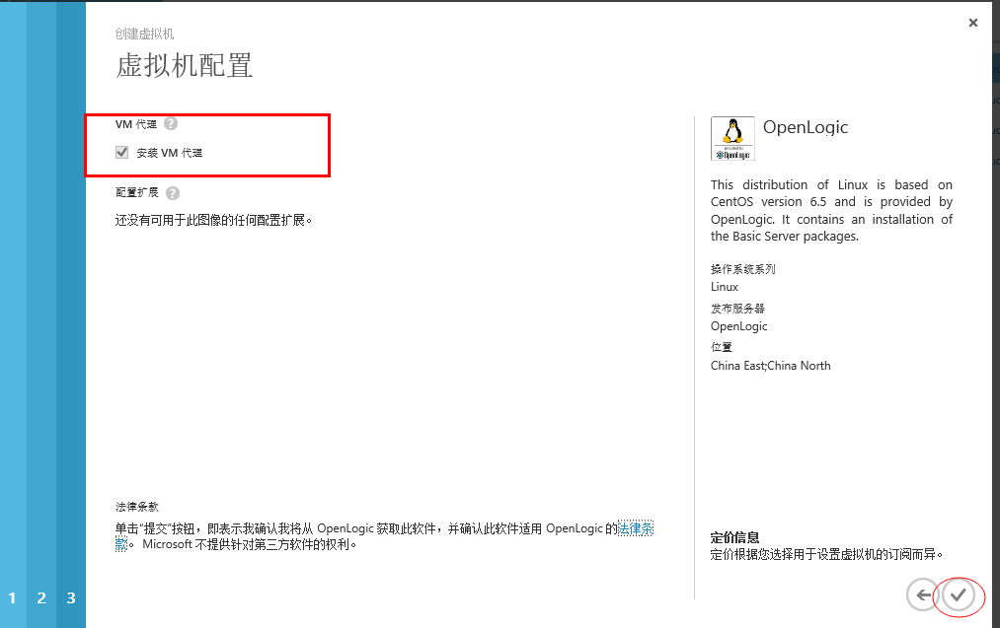 创建虚拟机
虚拟机配置
VM 代理 ?
安装 VM 代理
配置扩展 ?
还没有可用于此图像的任何配置扩展。
法律条款
单击“提交”按钮，即表示我确认我将从 OpenLogic 获取此软件，并确认此软件适用 OpenLogic 的法律条
款。 Microsoft 不提供针对第三方软件的权利。
1 2 3
provided by
OpenLogic
OpenLogic
This distribution of Linux is based on
CentOS version 6.5 and is provided by
OpenLogic. It contains an installation of
the Basic Server packages.
操作系统系列
Linux
发布服务器
OpenLogic
位置
China East;China North
定价信息
定价根据您选择用于设置虚拟机的订阅而异。